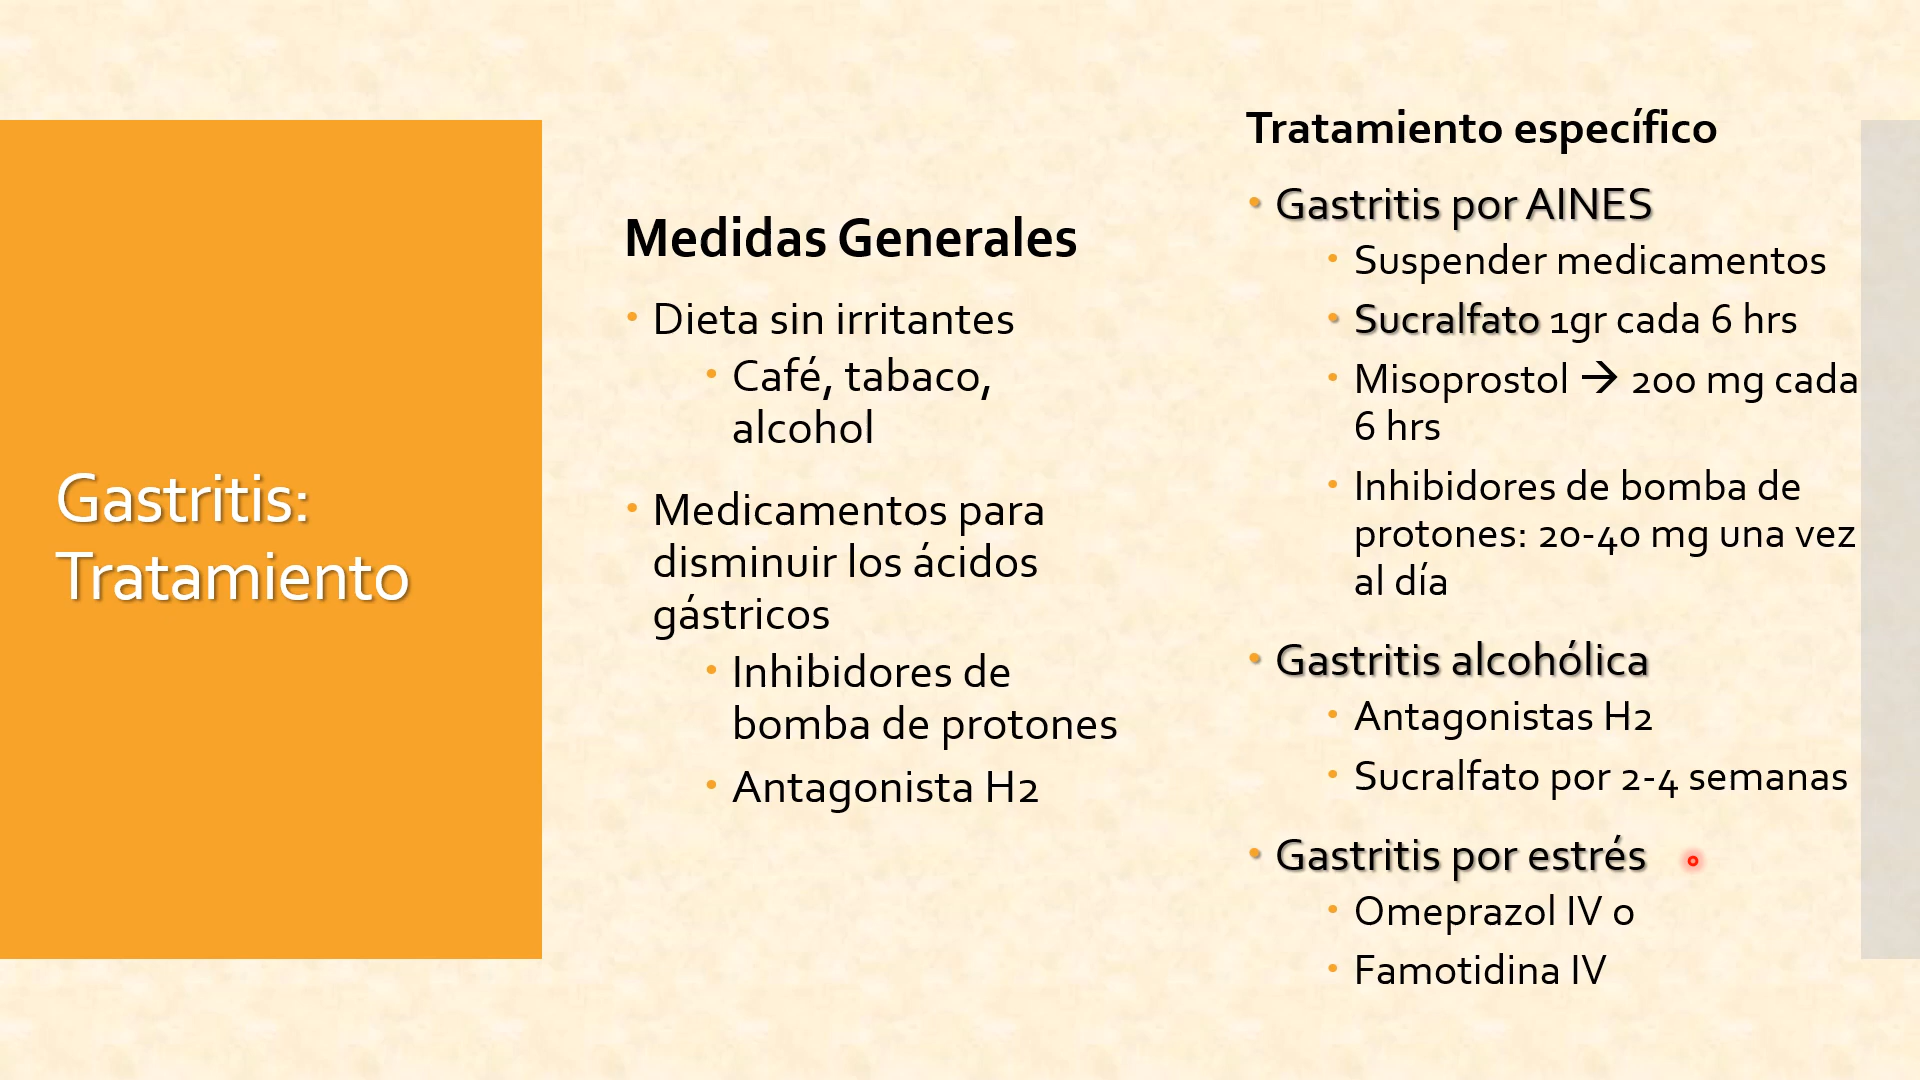 Gastritis:
Tratamiento
Medidas Generales
• Dieta sin irritantes
• Café, tabaco,
alcohol
• Medicamentos para
disminuir los ácidos
gástricos
• Inhibidores de
bomba de protones
• Antagonista H2
Tratamiento específico
• Gastritis por AINES
• Suspender medicamentos
• Sucralfato 1gr cada 6 hrs
• Misoprostol → 200 mg cada
6 hrs
• Inhibidores de bomba de
protones: 20-40 mg una vez
al día
• Gastritis alcohólica
• Antagonistas H2
• Sucralfato por 2-4 semanas
• Gastritis por estrés
• Omeprazol IV o
• Famotidina IV